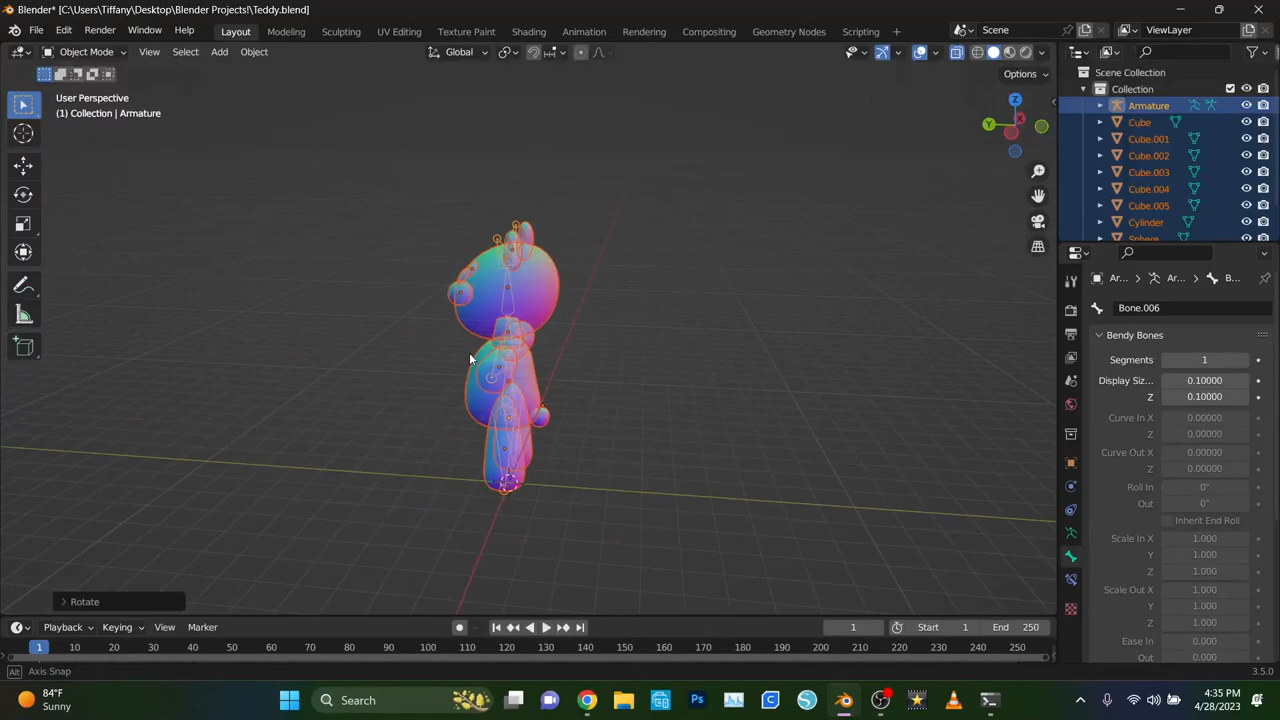 Blender* [C:\Users\Tiffany\Desktop\Blender Projects!\Teddy.blend]
File Edit Render Window Help Layout Modeling Sculpting UV Editing Texture Paint Shading Animation Rendering Compositing Geometry Nodes Scripting + Scene ViewLayer
Object Mode View Select Add Object Global
Options
User Perspective
(1) Collection | Armature
Z
Y
X
Scene Collection
Collection
Armature
Cube
Cube.001
Cube.002
Cube.003
Cube.004
Cube.005
Cylinder
Sphere
Ar... Ar... B...
Bone.006
Bendy Bones
Segments 1
Display Siz... 0.10000
Z 0.10000
Curve In X 0.00000
Z 0.00000
Curve Out X 0.00000
Z 0.00000
Roll In 0°
Out 0°
Inherit End Roll
Scale In X 1.000
Y 1.000
Z 1.000
Scale Out X 1.000
Y 1.000
Z 1.000
Ease In 0.000
Out 0.000
Rotate
Playback Keying View Marker 1 Start 1 End 250
1 10 20 30 40 50 60 70 80 90 100 110 120 130 140 150 160 170 180 190 200 210 220 230 240 250
Alt Axis Snap 3.5.0
84°F
Sunny
Search
Ps
4:35 PM
4/28/2023